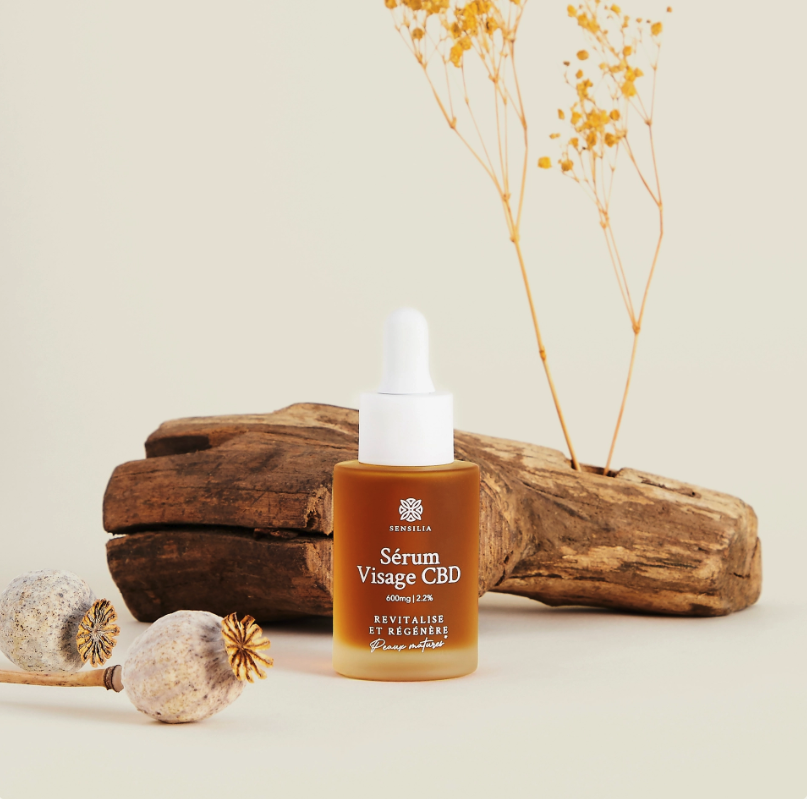 SENSILIA
Sérum
Visage CBD
600mg | 2.2%
REVITALISE
ET RÉGÉNÈRE
Peaux matures*